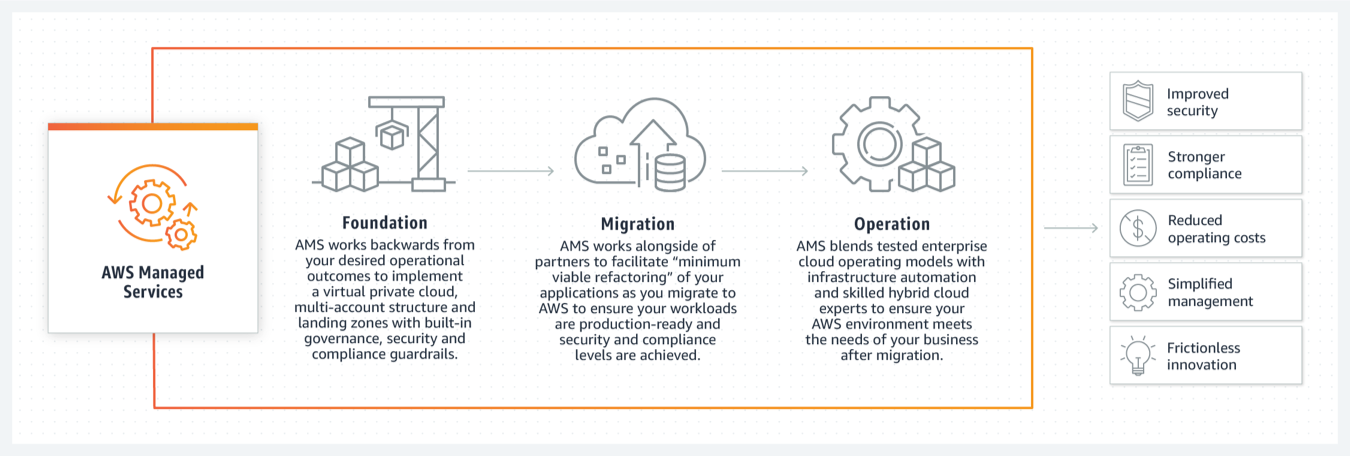 AWS Managed
Services
Foundation
AMS works backwards from
your desired operational
outcomes to implement
a virtual private cloud,
multi-account structure and
landing zones with built-in
governance, security and
compliance guardrails.
Migration
AMS works alongside of
partners to facilitate “minimum
viable refactoring” of your
applications as you migrate to
AWS to ensure your workloads
are production-ready and
security and compliance
levels are achieved.
Operation
AMS blends tested enterprise
cloud operating models with
infrastructure automation
and skilled hybrid cloud
experts to ensure your
AWS environment meets
the needs of your business
after migration.
Improved
security
Stronger
compliance
$
Reduced
operating costs
Simplified
management
Frictionless
innovation